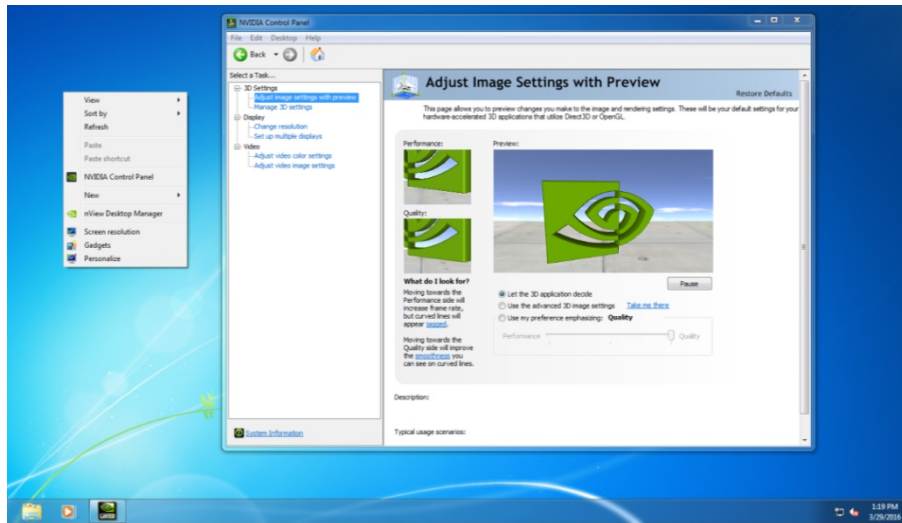 NVIDIA Control Panel
File Edit Desktop Help
Back
Select a Task...
3D Settings
Adjust image settings with preview
Manage 3D settings
Display
Change resolution
Set up multiple displays
Video
Adjust video color settings
Adjust video image settings
System Information
View
Sort by
Refresh
Paste
Paste shortcut
NVIDIA Control Panel
New
nView Desktop Manager
Screen resolution
Gadgets
Personalize
Adjust Image Settings with Preview
Restore Defaults
This page allows you to preview changes you make to the image and rendering settings. These will be your default settings for your
hardware-accelerated 3D applications that utilize Direct3D or OpenGL.
Performance:
Preview:
Quality:
What do I look for?
Moving towards the
Performance side will
increase frame rate,
but curved lines will
appear jagged.
Moving towards the
Quality side will improve
the smoothness you
can see on curved lines.
Pause
Let the 3D application decide
Use the advanced 3D image settings Take me there
Use my preference emphasizing: Quality
Performance Quality
Description:
Typical usage scenarios:
1:19 PM
3/29/2016